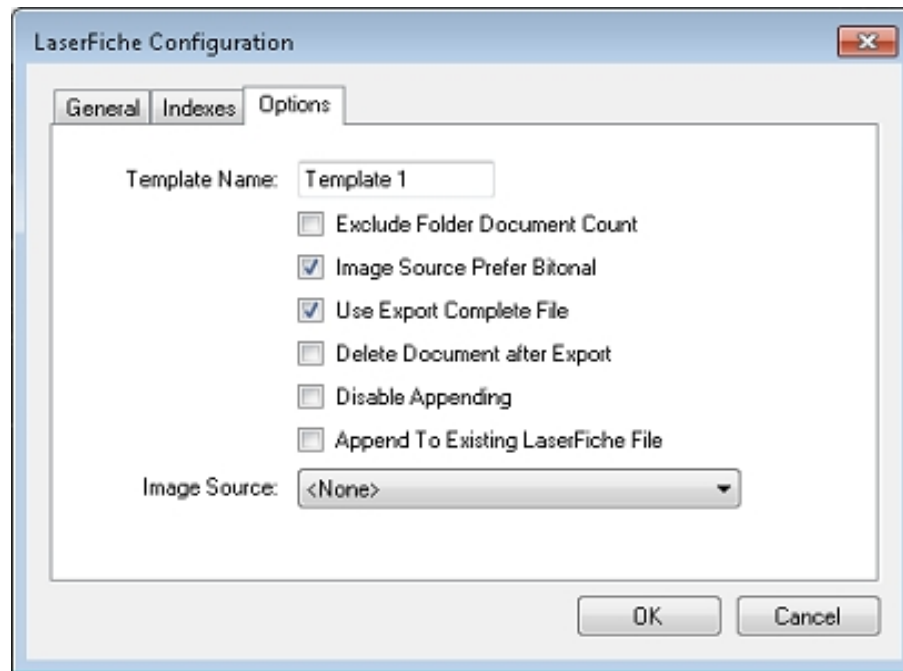 LaserFiche Configuration
General Indexes Options
Template Name: Template 1
Exclude Folder Document Count
Image Source Prefer Bitonal
Use Export Complete File
Delete Document after Export
Disable Appending
Append To Existing LaserFiche File
Image Source: <None>
OK Cancel